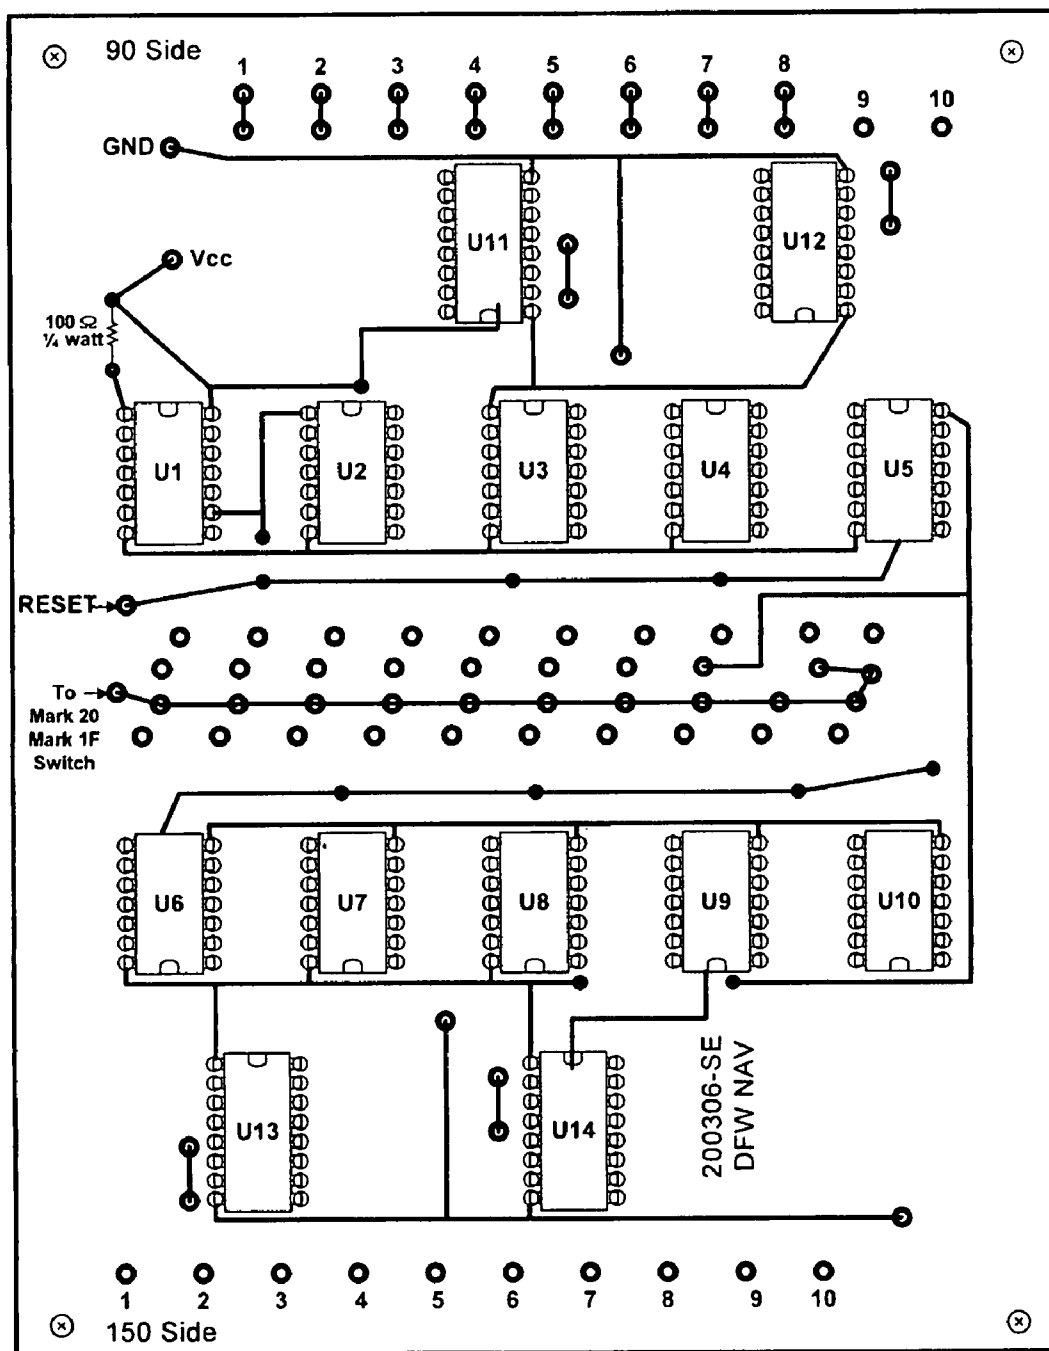 90 Side
1 2 3 4 5 6 7 8 9 10
GND
U11
U12
Vcc
100 Ω
¼ watt
U1
U2
U3
U4
U5
RESET
To
Mark 20
Mark 1F
Switch
U6
U7
U8
U9
U10
U13
U14
200306-SE
DFW NAV
1 2 3 4 5 6 7 8 9 10
150 Side